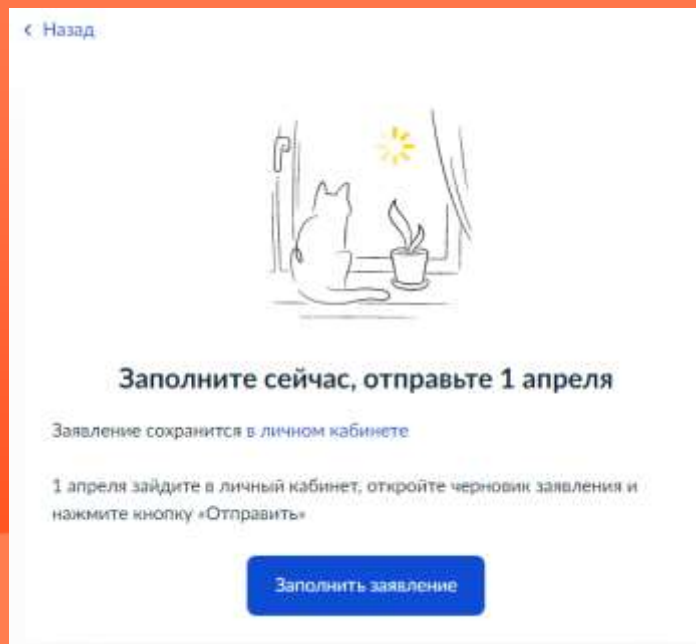 Назад
Заполните сейчас, отправьте 1 апреля
Заявление сохранится в личном кабинете
1 апреля зайдите в личный кабинет, откройте черновик заявления и
нажмите кнопку «Отправить»
Заполнить заявление